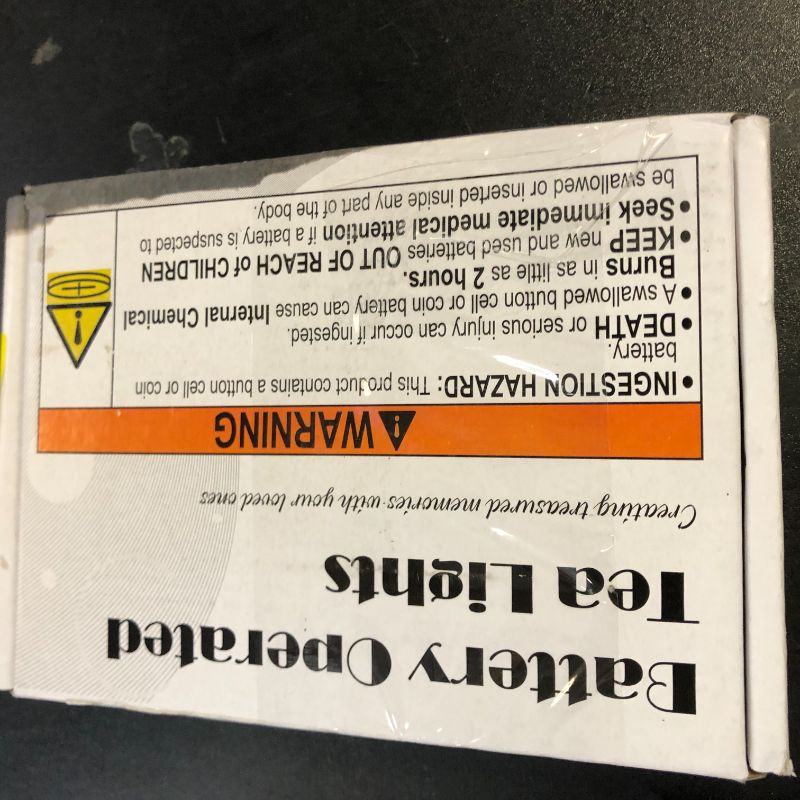 Battery Operated
Tea Lights
Creating treasured memories with your loved ones
WARNING
• INGESTION HAZARD: This product contains a button cell or coin
battery.
• DEATH or serious injury can occur if ingested.
• A swallowed button cell or coin battery can cause Internal Chemical
Burns in as little as 2 hours.
• KEEP new and used batteries OUT OF REACH of CHILDREN
• Seek immediate medical attention if a battery is suspected to
be swallowed or inserted inside any part of the body.